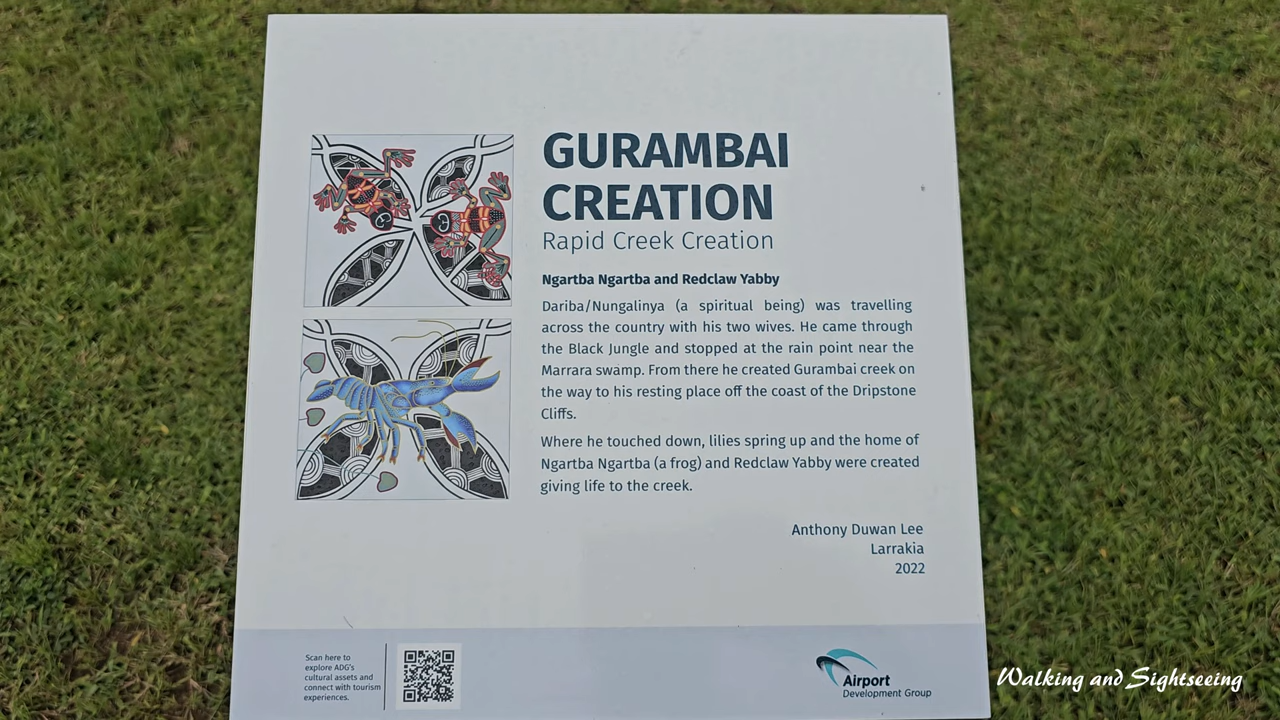 GURAMBAI
CREATION
Rapid Creek Creation
Ngartba Ngartba and Redclaw Yabby
Dariba/Nungalinya (a spiritual being) was travelling
across the country with his two wives. He came through
the Black Jungle and stopped at the rain point near the
Marrara swamp. From there he created Gurambai creek on
the way to his resting place off the coast of the Dripstone
Cliffs.
Where he touched down, lilies spring up and the home of
Ngartba Ngartba (a frog) and Redclaw Yabby were created
giving life to the creek.
Anthony Duwan Lee
Larrakia
2022
Scan here to
explore ADG's
cultural assets and
connect with tourism
experiences.
Airport
Development Group
Walking and Sightseeing